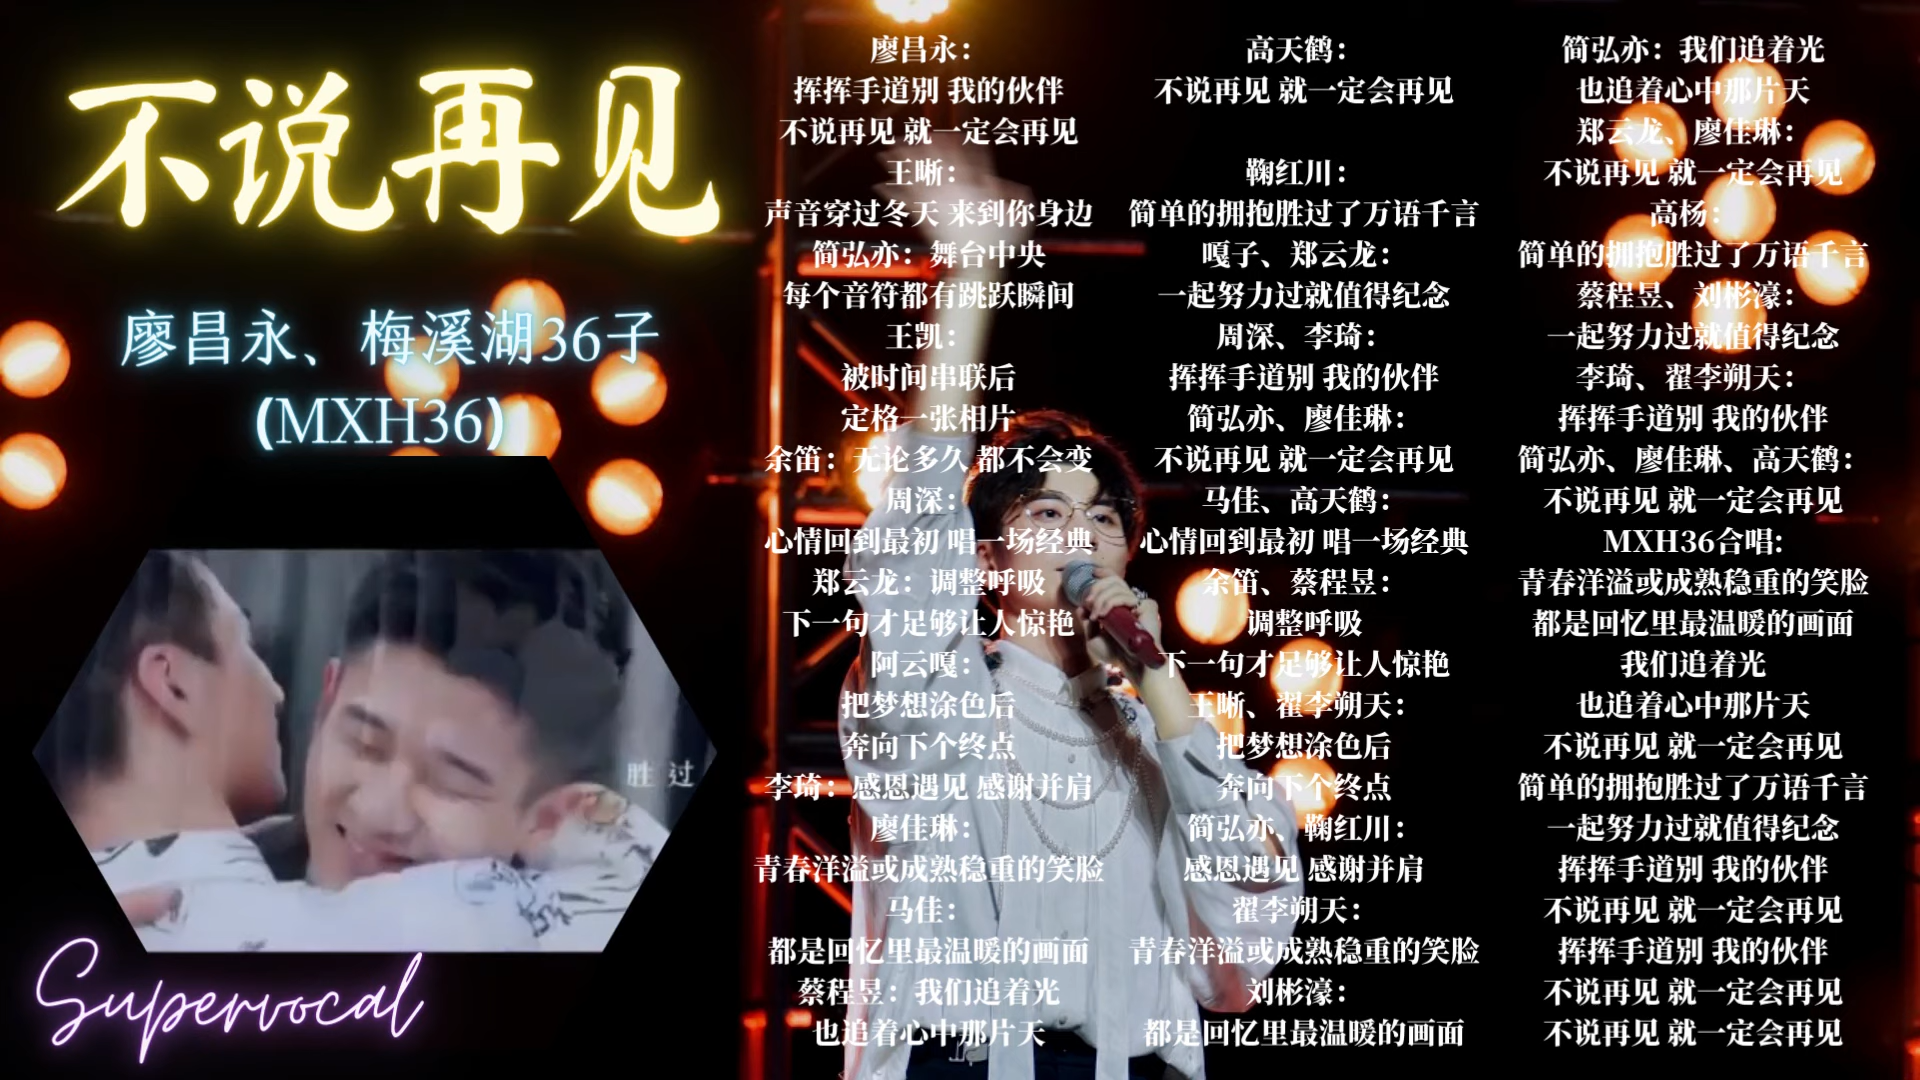 不说再见
廖昌永、梅溪湖36子
(MXH36)
胜 过
Supervocal
廖昌永：
挥挥手道别 我的伙伴
不说再见 就一定会再见
王晰：
声音穿过冬天 来到你身边
简弘亦：舞台中央
每个音符都有跳跃瞬间
王凯：
被时间串联后
定格一张相片
余笛：无论多久 都不会变
周深：
心情回到最初 唱一场经典
郑云龙：调整呼吸
下一句才足够让人惊艳
阿云嘎：
把梦想涂色后
奔向下个终点
李琦：感恩遇见 感谢并肩
廖佳琳：
青春洋溢或成熟稳重的笑脸
马佳：
都是回忆里最温暖的画面
蔡程昱：我们追着光
也追着心中那片天
高天鹤：
不说再见 就一定会再见
鞠红川：
简单的拥抱胜过了万语千言
嘎子、郑云龙：
一起努力过就值得纪念
周深、李琦：
挥挥手道别 我的伙伴
简弘亦、廖佳琳：
不说再见 就一定会再见
马佳、高天鹤：
心情回到最初 唱一场经典
余笛、蔡程昱：
调整呼吸
下一句才足够让人惊艳
王晰、翟李朔天：
把梦想涂色后
奔向下个终点
简弘亦、鞠红川：
感恩遇见 感谢并肩
翟李朔天：
青春洋溢或成熟稳重的笑脸
刘彬濠：
都是回忆里最温暖的画面
简弘亦：我们追着光
也追着心中那片天
郑云龙、廖佳琳：
不说再见 就一定会再见
高杨：
简单的拥抱胜过了万语千言
蔡程昱、刘彬濠：
一起努力过就值得纪念
李琦、翟李朔天：
挥挥手道别 我的伙伴
简弘亦、廖佳琳、高天鹤：
不说再见 就一定会再见
MXH36合唱：
青春洋溢或成熟稳重的笑脸
都是回忆里最温暖的画面
我们追着光
也追着心中那片天
不说再见 就一定会再见
简单的拥抱胜过了万语千言
一起努力过就值得纪念
挥挥手道别 我的伙伴
不说再见 就一定会再见
挥挥手道别 我的伙伴
不说再见 就一定会再见
不说再见 就一定会再见